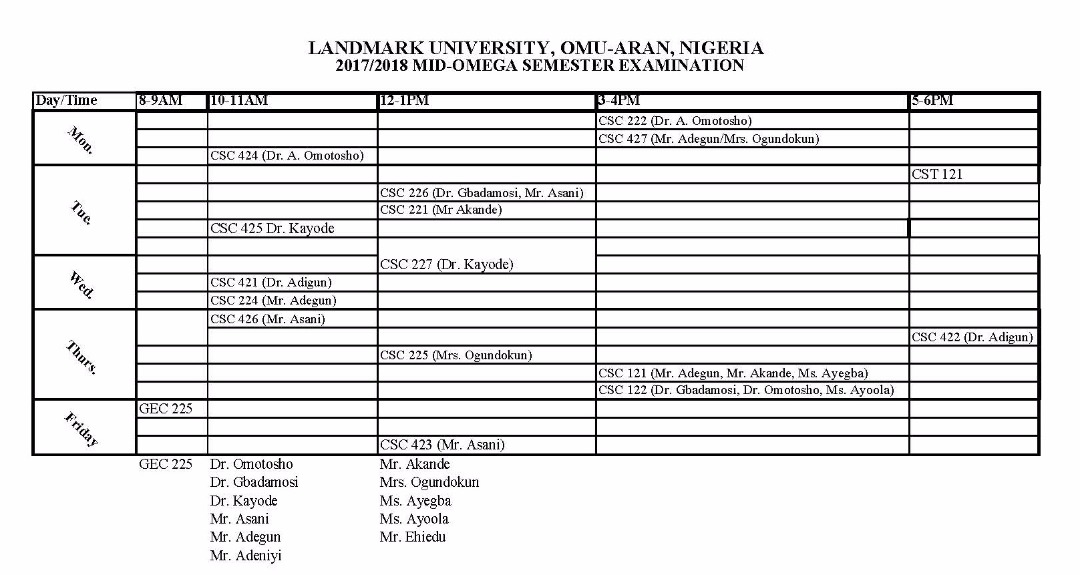 LANDMARK UNIVERSITY, OMU-ARAN, NIGERIA
2017/2018 MID-OMEGA SEMESTER EXAMINATION
Day/Time 8-9AM 10-11AM 12-1PM 3-4PM 5-6PM
Mon.
CSC 222 (Dr. A. Omotosho)
CSC 427 (Mr. Adegun/Mrs. Ogundokun)
CSC 424 (Dr. A. Omotosho)
Tue.
CST 121
CSC 226 (Dr. Gbadamosi, Mr. Asani)
CSC 221 (Mr Akande)
CSC 425 Dr. Kayode
Wed.
CSC 227 (Dr. Kayode)
CSC 421 (Dr. Adigun)
CSC 224 (Mr. Adegun)
Thurs.
CSC 426 (Mr. Asani)
CSC 422 (Dr. Adigun)
CSC 225 (Mrs. Ogundokun)
CSC 121 (Mr. Adegun, Mr. Akande, Ms. Ayegba)
CSC 122 (Dr. Gbadamosi, Dr. Omotosho, Ms. Ayoola)
Friday
GEC 225
CSC 423 (Mr. Asani)
GEC 225 Dr. Omotosho Mr. Akande
Dr. Gbadamosi Mrs. Ogundokun
Dr. Kayode Ms. Ayegba
Mr. Asani Ms. Ayoola
Mr. Adegun Mr. Ehiedu
Mr. Adeniyi